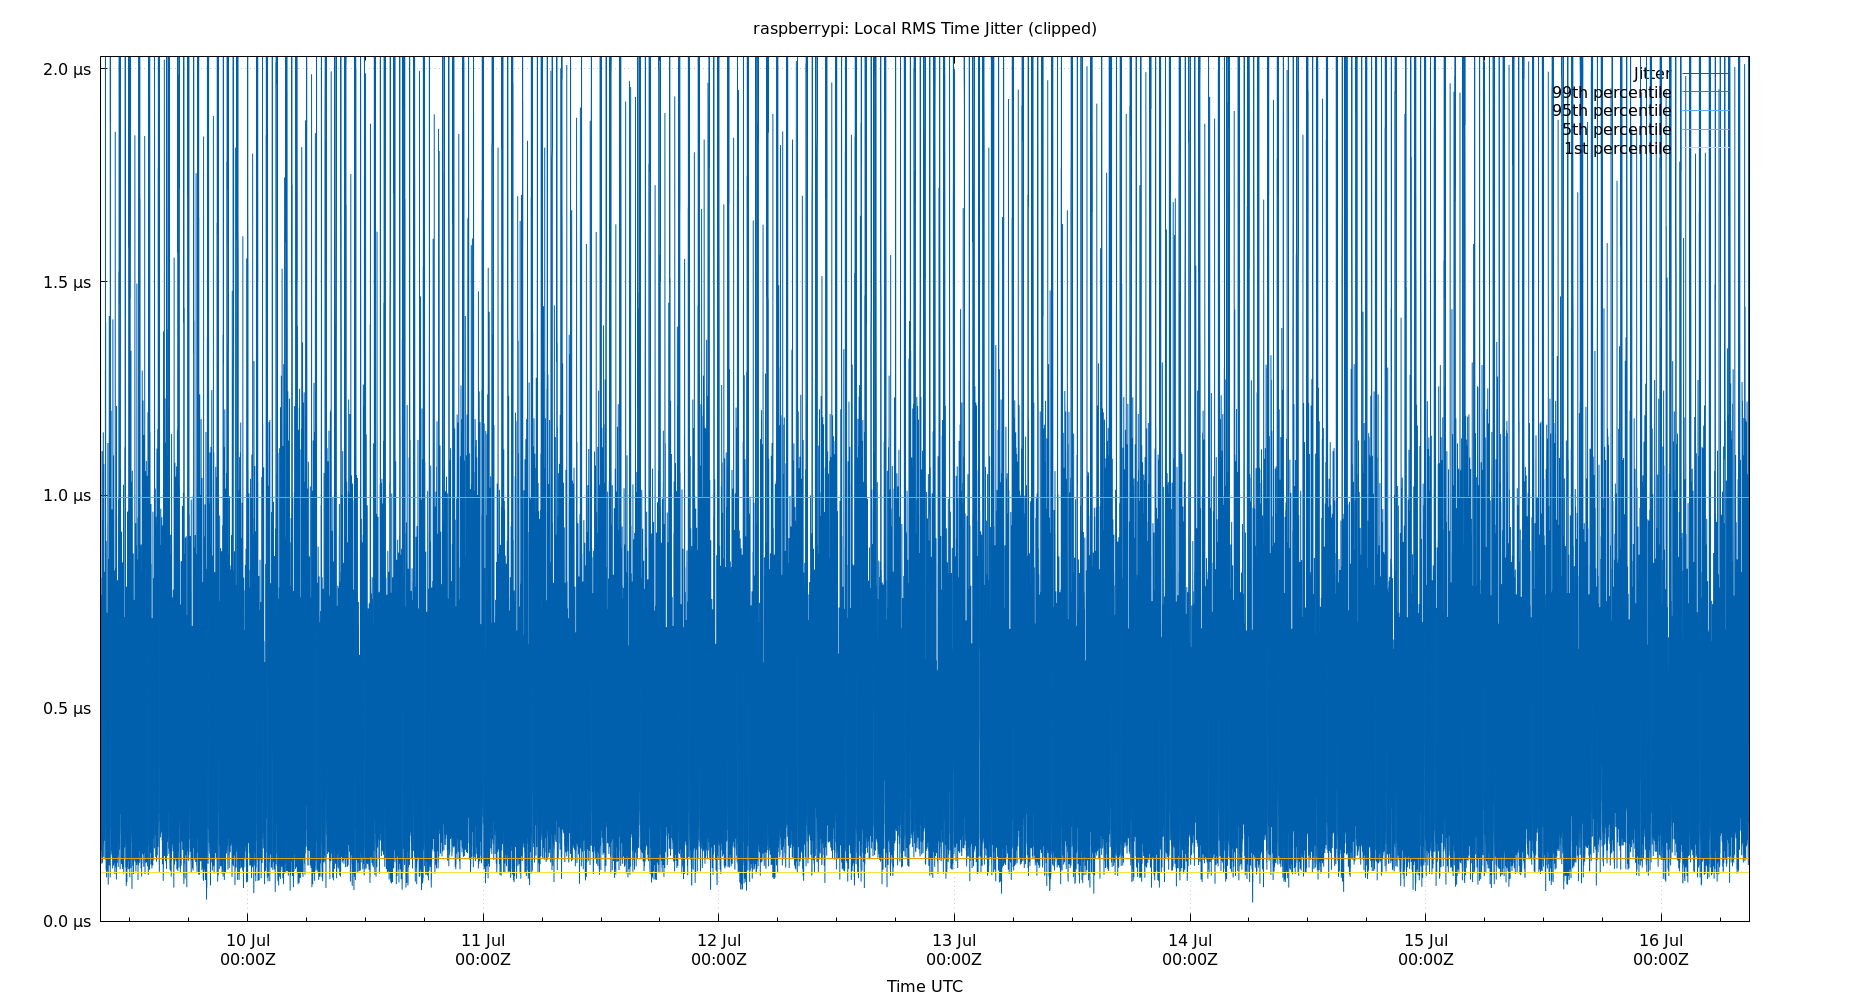 raspberrypi: Local RMS Time Jitter (clipped)
2.0 μs
1.5 μs
1.0 μs
0.5 μs
0.0 μs
Jitter
99th percentile
95th percentile
5th percentile
1st percentile
10 Jul
00:00Z
11 Jul
00:00Z
12 Jul
00:00Z
13 Jul
00:00Z
14 Jul
00:00Z
15 Jul
00:00Z
16 Jul
00:00Z
Time UTC